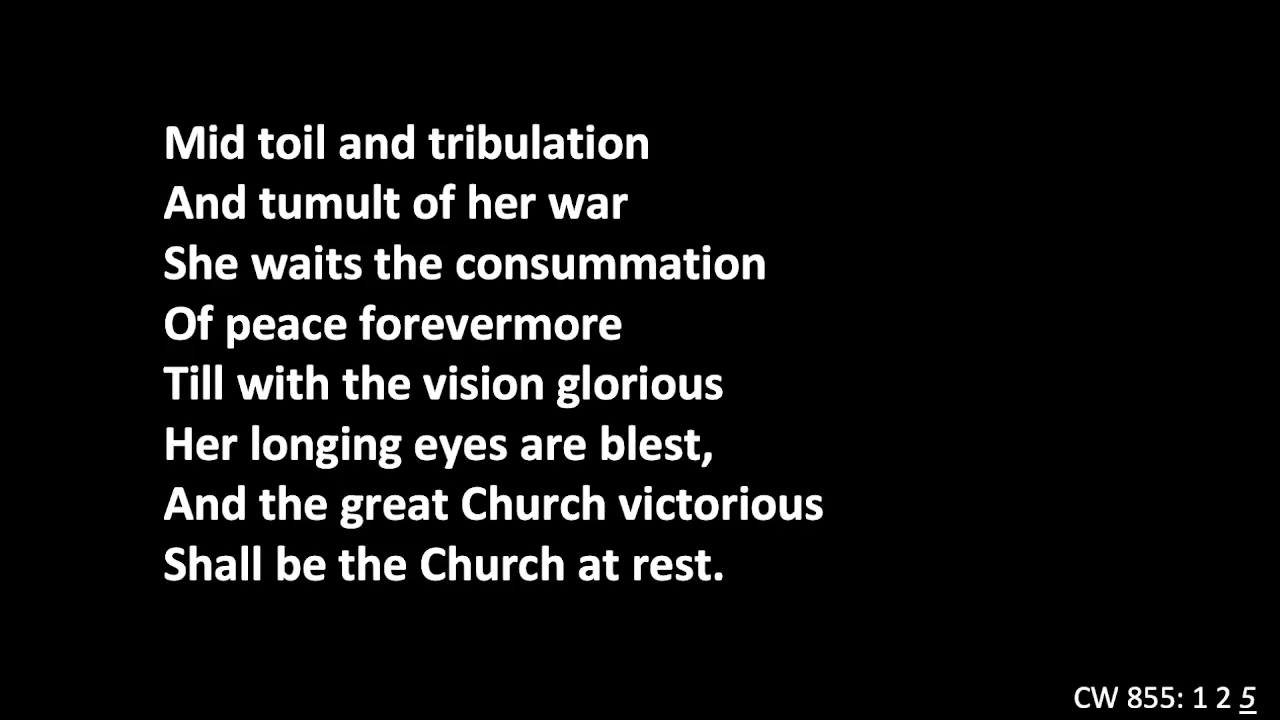 Mid toil and tribulation
And tumult of her war
She waits the consummation
Of peace forevermore
Till with the vision glorious
Her longing eyes are blest,
And the great Church victorious
Shall be the Church at rest.
CW 855: 1 2 5